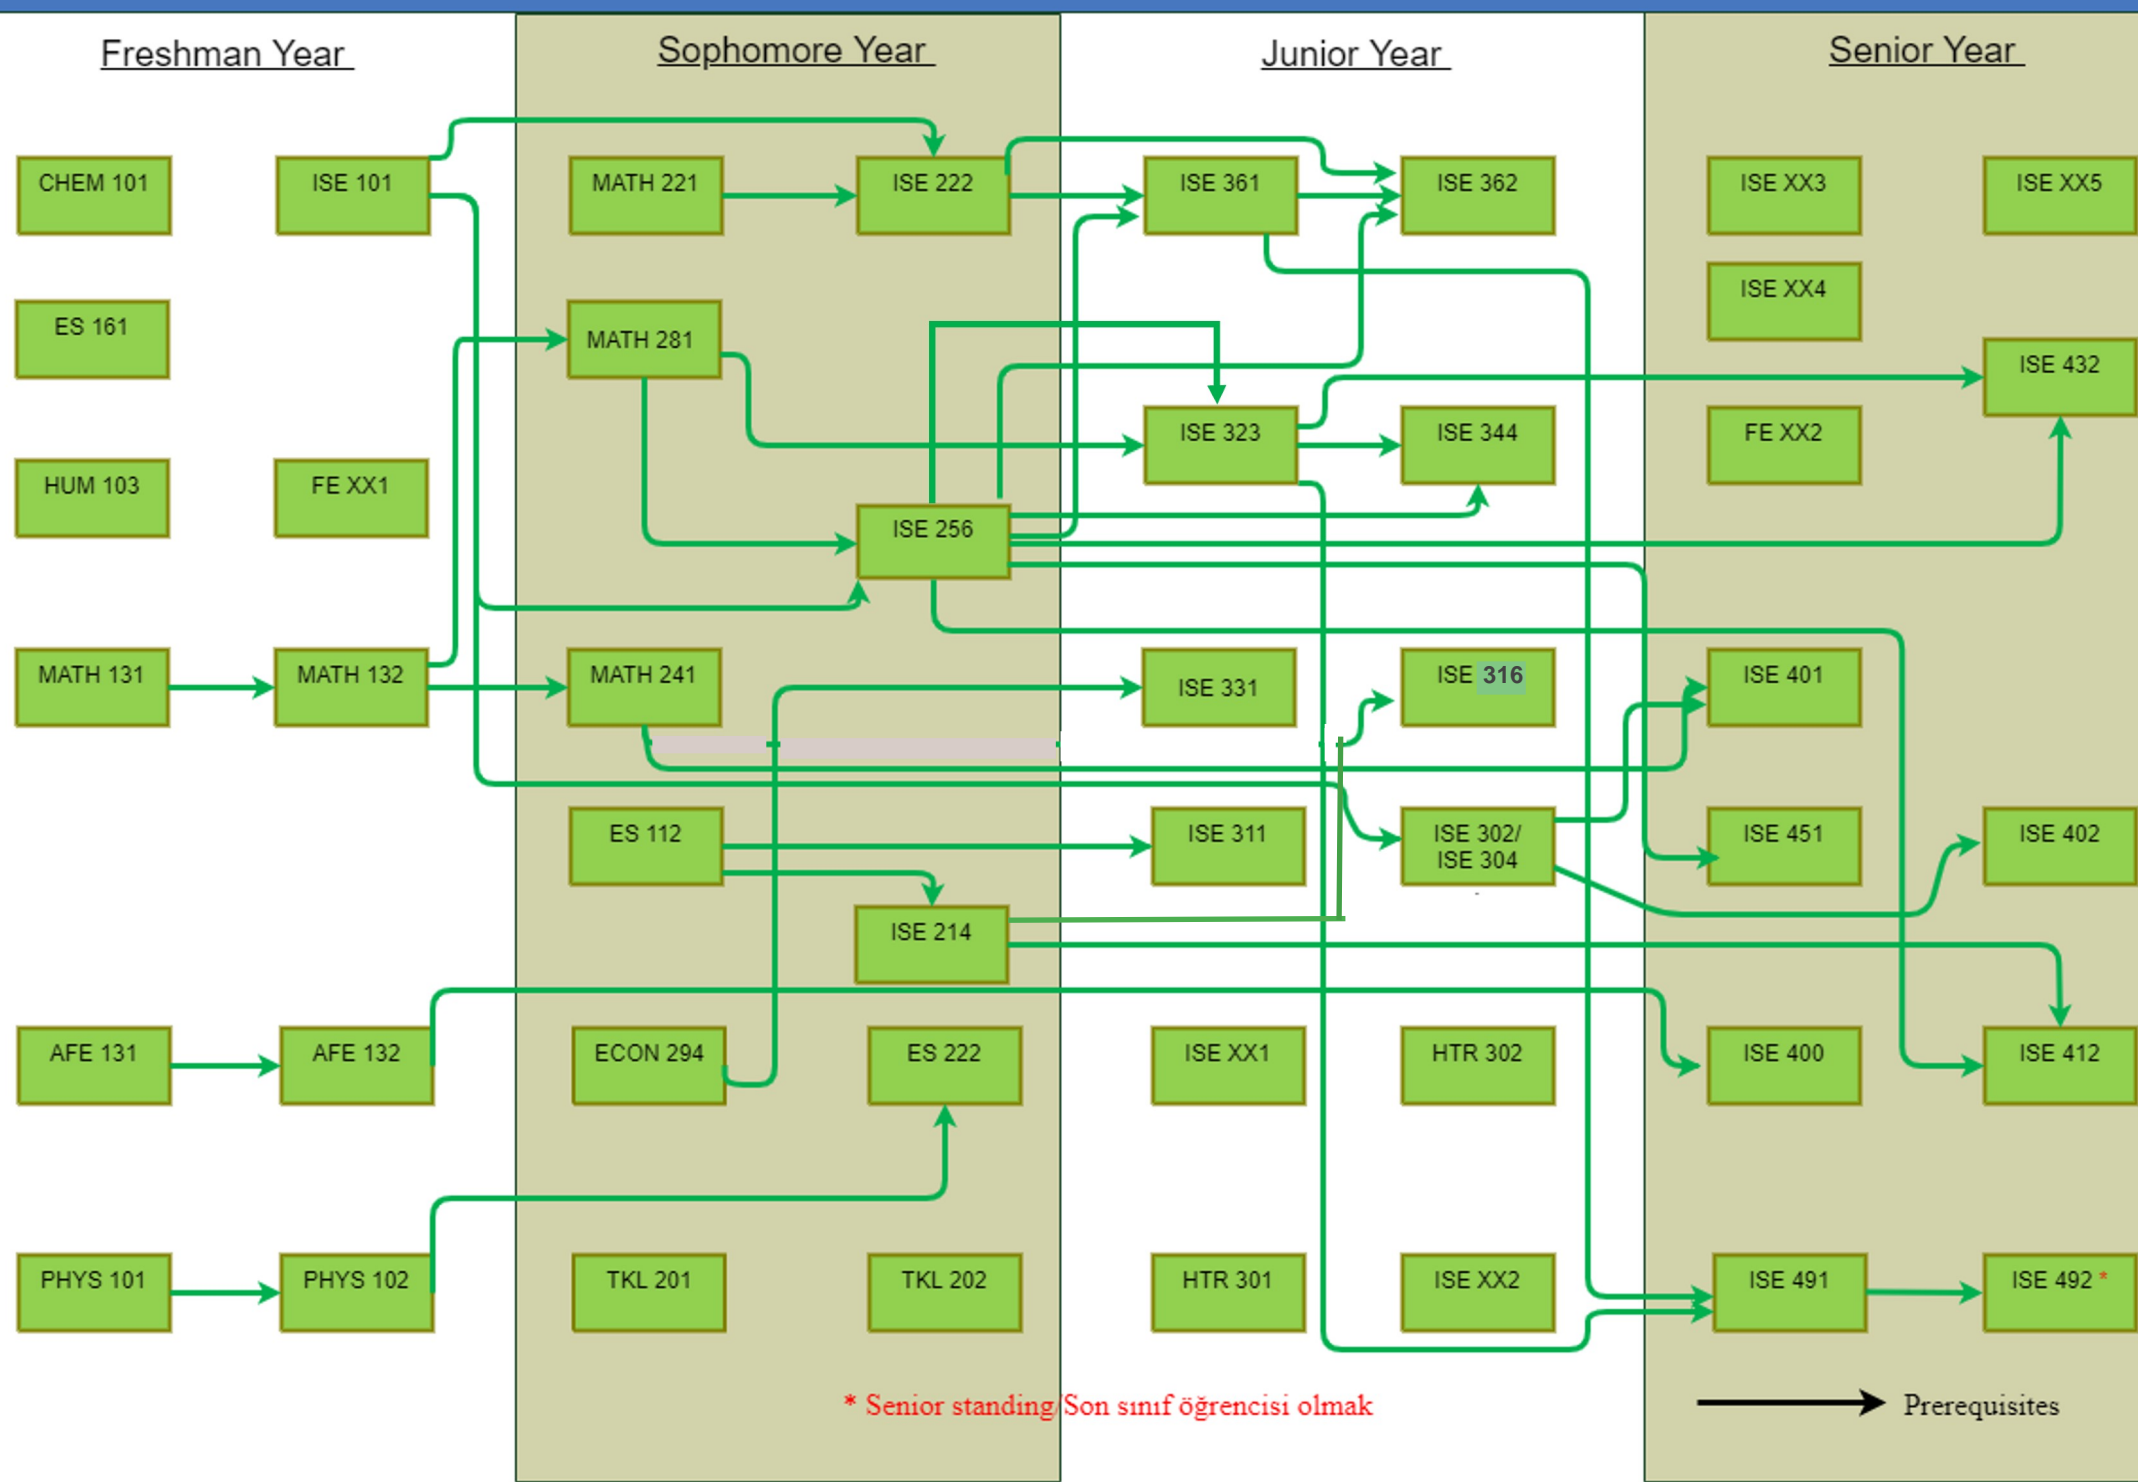 Freshman Year
Sophomore Year
Junior Year
Senior Year
CHEM 101
ISE 101
MATH 221
ISE 222
ISE 361
ISE 362
ISE XX3
ISE XX5
ISE XX4
ES 161
MATH 281
ISE 432
HUM 103
FE XX1
ISE 256
ISE 323
ISE 344
FE XX2
MATH 131
MATH 132
MATH 241
ISE 331
ISE 316
ISE 401
ES 112
ISE 311
ISE 302/
ISE 304
ISE 451
ISE 402
ISE 214
AFE 131
AFE 132
ECON 294
ES 222
ISE XX1
HTR 302
ISE 400
ISE 412
PHYS 101
PHYS 102
TKL 201
TKL 202
HTR 301
ISE XX2
ISE 491
ISE 492 *
* Senior standing/Son sınıf öğrencisi olmak
Prerequisites